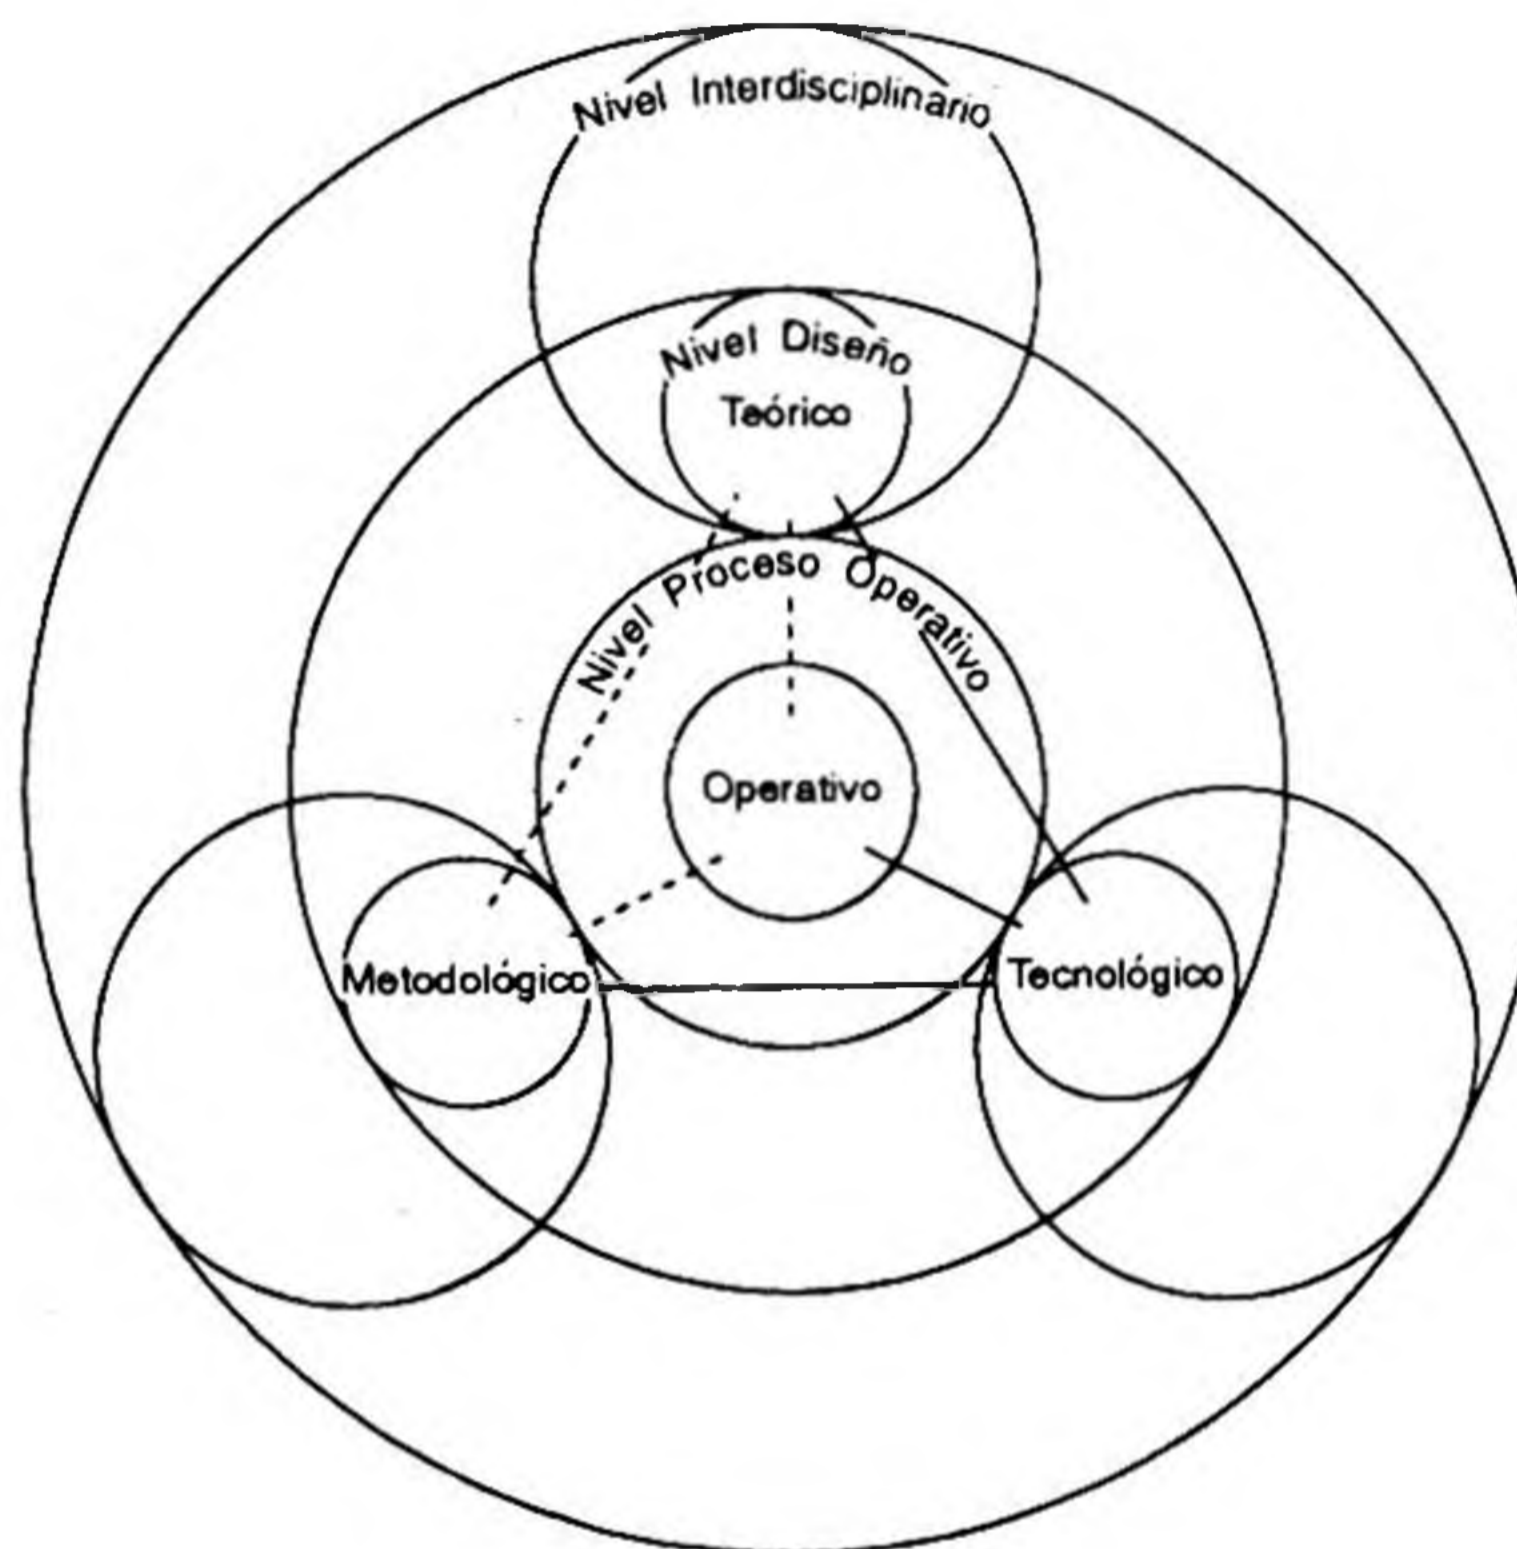 Nivel Interdisciplinario
Nivel Diseño
Teórico
Nivel Proceso Operativo
Operativo
Metodológico
Tecnológico